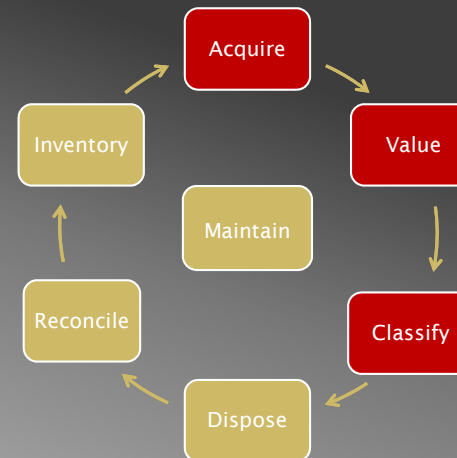 Acquire
Value
Classify
Dispose
Reconcile
Inventory
Maintain